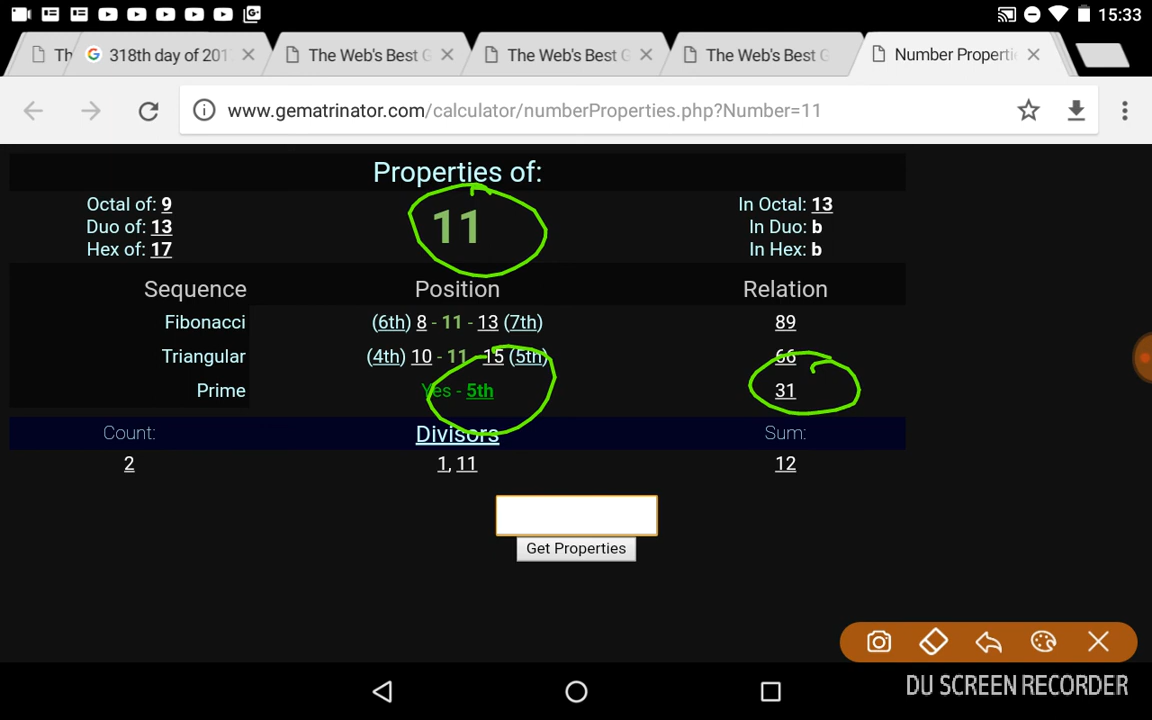 15:33
Th
318th day of 201
The Web's Best G
The Web's Best G
The Web's Best G
Number Properti
www.gematrinator.com/calculator/numberProperties.php?Number=11
Properties of:
Octal of: 9
11
In Octal: 13
Duo of: 13
In Duo: b
Hex of: 17
In Hex: b
Sequence Position Relation
Fibonacci (6th) 8 - 11 - 13 (7th) 89
Triangular (4th) 10 - 11 - 15 (5th) 66
Prime Yes - 5th 31
Count: Divisors Sum:
2 1, 11 12
Get Properties
DU SCREEN RECORDER